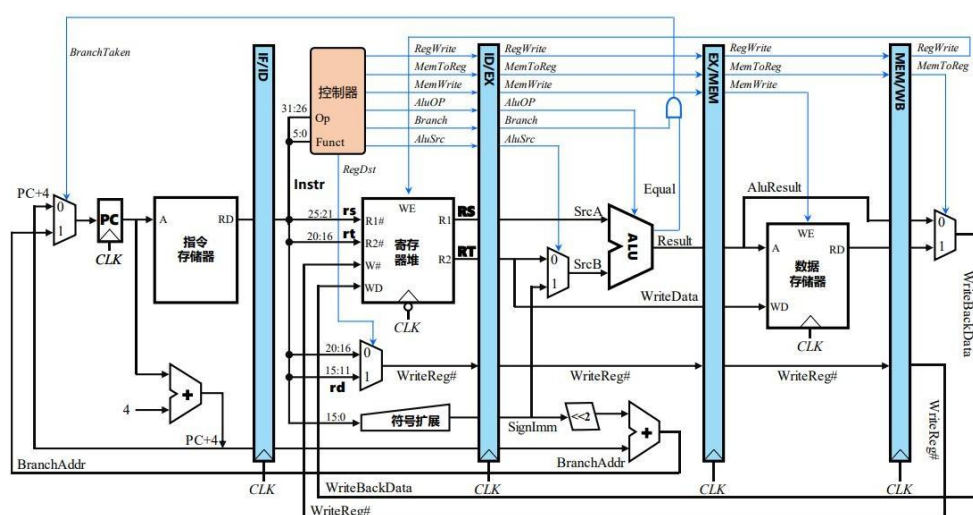 BranchTaken
IF/ID
控制器
31:26
Op
5:0
Funct
RegWrite
MemToReg
MemWrite
AluOP
Branch
AluSrc
RegDst
ID/EX
RegWrite
MemToReg
MemWrite
AluOP
Branch
AluSrc
EX/MEM
RegWrite
MemToReg
MemWrite
MEM/WB
RegWrite
MemToReg
PC+4
0
1
PC
CLK
A
RD
指令
存储器
Instr
25:21
rs
20:16
rt
R1#
R2#
W#
WD
WE
R1
R2
寄存
器堆
CLK
RS
RT
0
1
SrcA
SrcB
ALU
Equal
Result
WriteData
AluResult
A
WE
RD
数据
存储器
WD
CLK
0
1
WriteBackData
20:16
15:11
rd
0
1
WriteReg#
WriteReg#
WriteReg#
WriteReg#
4
+
PC+4
15:0
符号扩展
SignImm
<<2
+
BranchAddr
BranchAddr
CLK
CLK
CLK
CLK
WriteBackData
WriteReg#